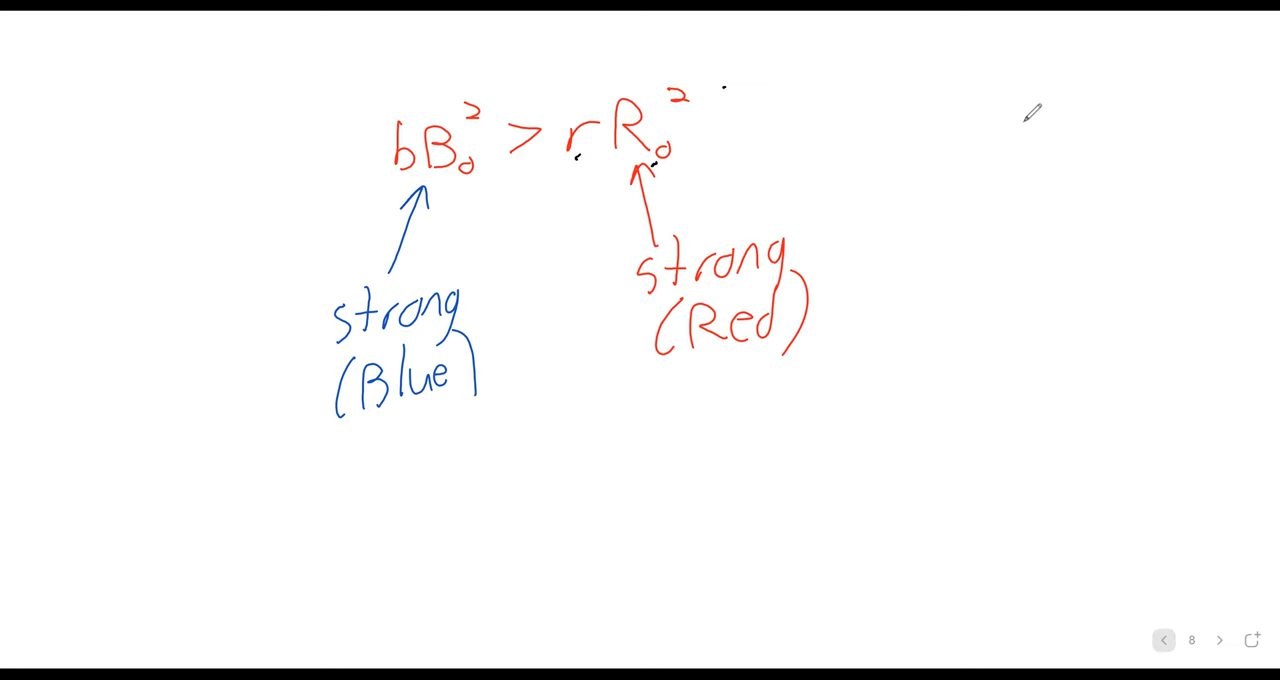 bB₀² > rR₀²
strong
(Red)
strong
(Blue)
8